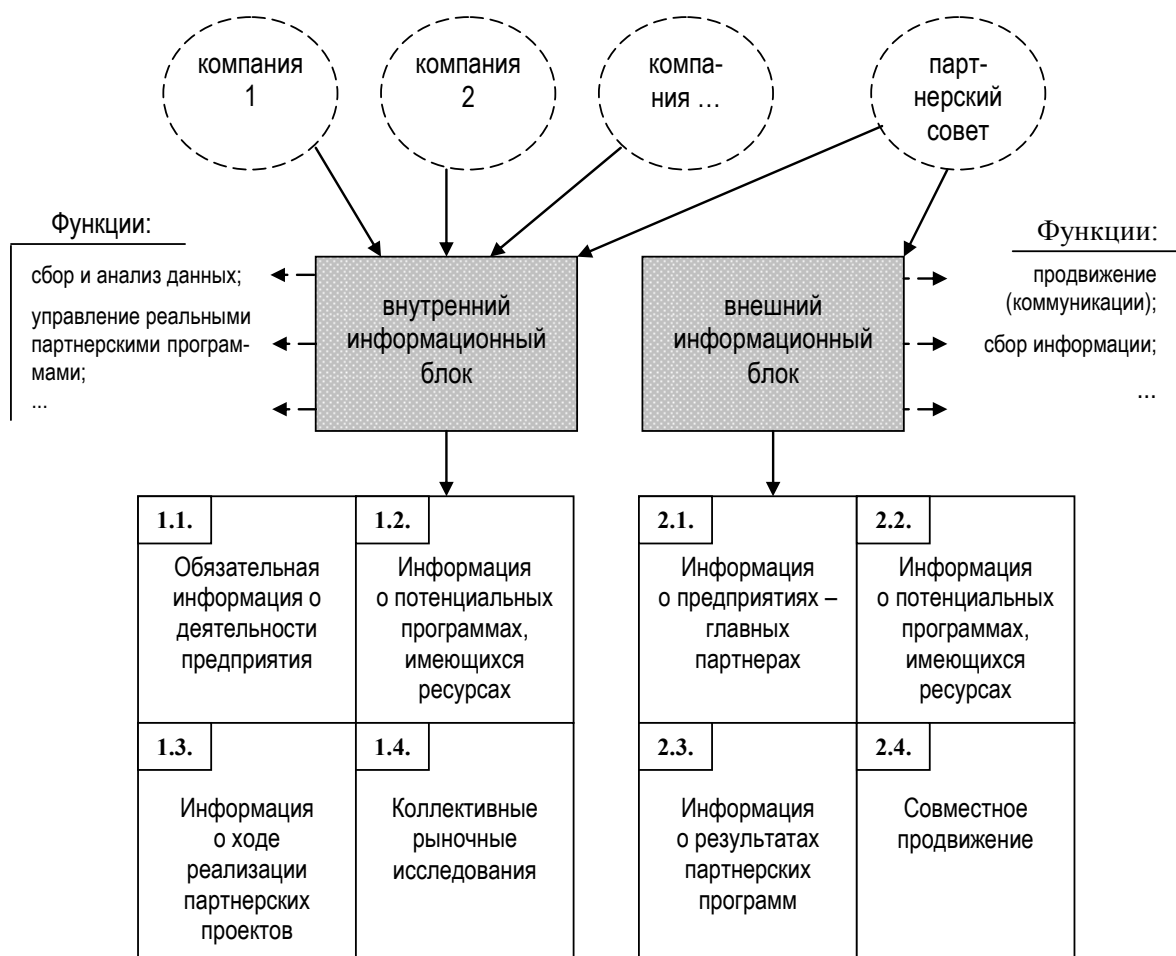 компания
1
компания
2
компа-
ния …
парт-
нерский
совет
Функции:
сбор и анализ данных;
управление реальными
партнерскими програм-
мами;
...
внутренний
информационный
блок
внешний
информационный
блок
Функции:
продвижение
(коммуникации);
сбор информации;
...
1.1.
Обязательная
информация о
деятельности
предприятия
1.2.
Информация
о потенциальных
программах,
имеющихся
ресурсах
2.1.
Информация
о предприятиях –
главных
партнерах
2.2.
Информация
о потенциальных
программах,
имеющихся
ресурсах
1.3.
Информация
о ходе
реализации
партнерских
проектов
1.4.
Коллективные
рыночные
исследования
2.3.
Информация
о результатах
партнерских
программ
2.4.
Совместное
продвижение